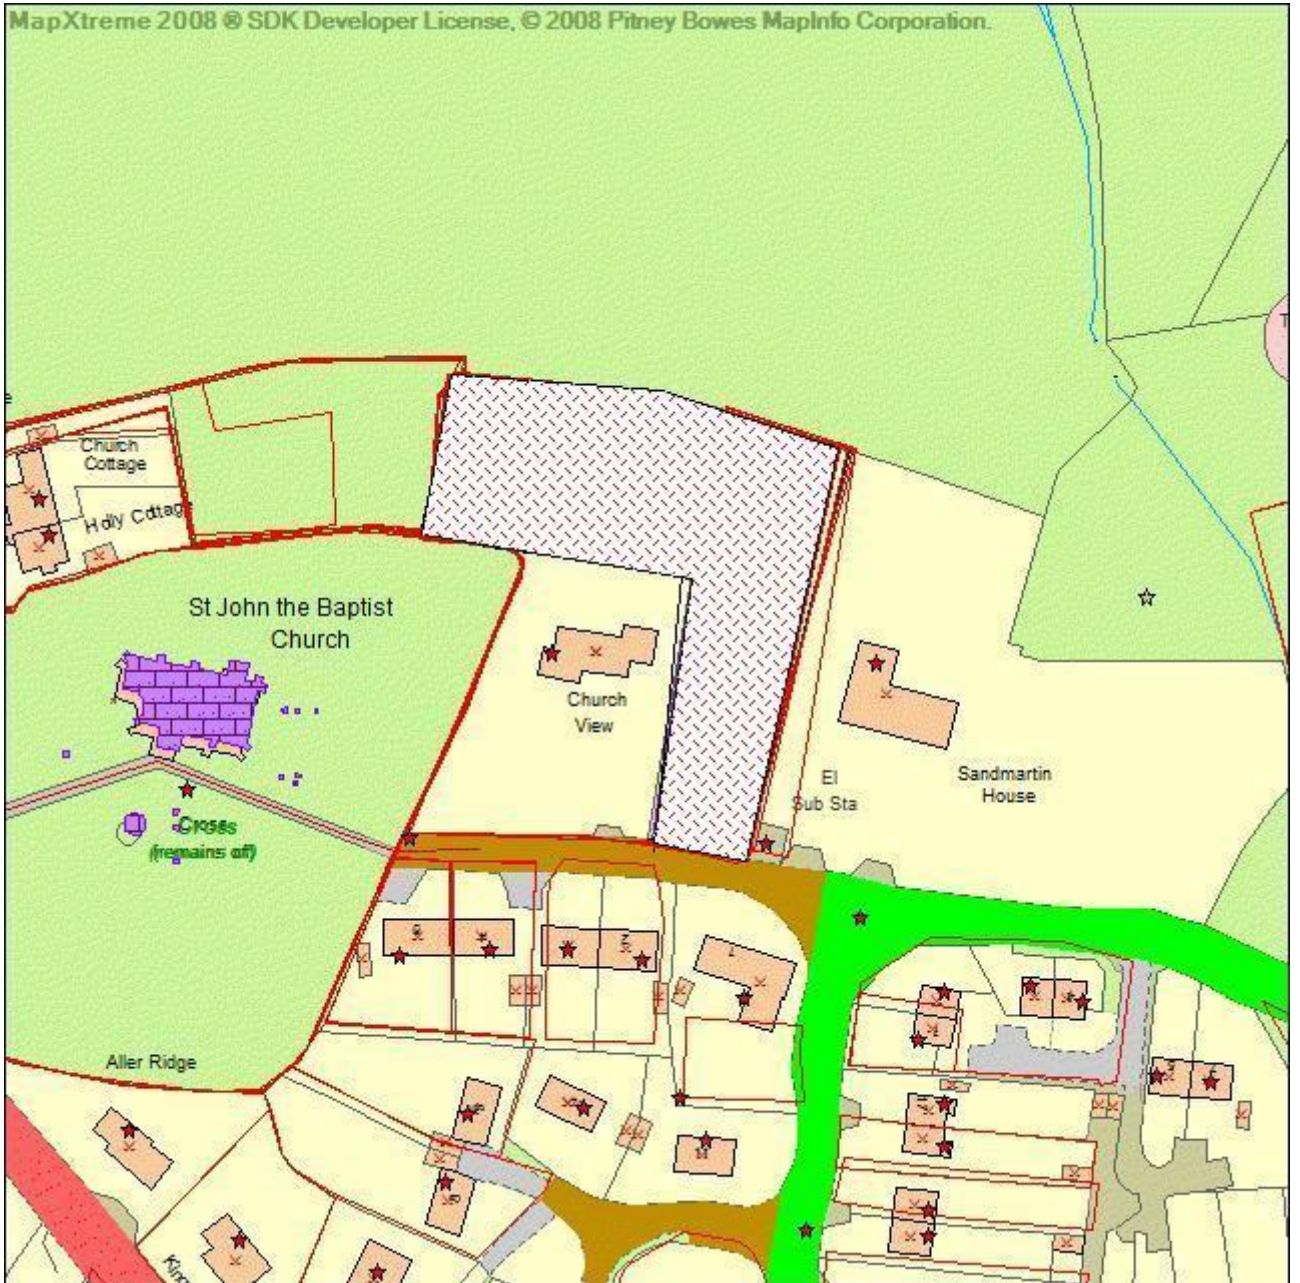 MapXtreme 2008 ® SDK Developer License, © 2008 Pitney Bowes MapInfo Corporation.
Church
Cottage
Holly Cottage
St John the Baptist
Church
Church
View
El
Sub Sta
Sandmartin
House
Cross
(remains of)
Aller Ridge